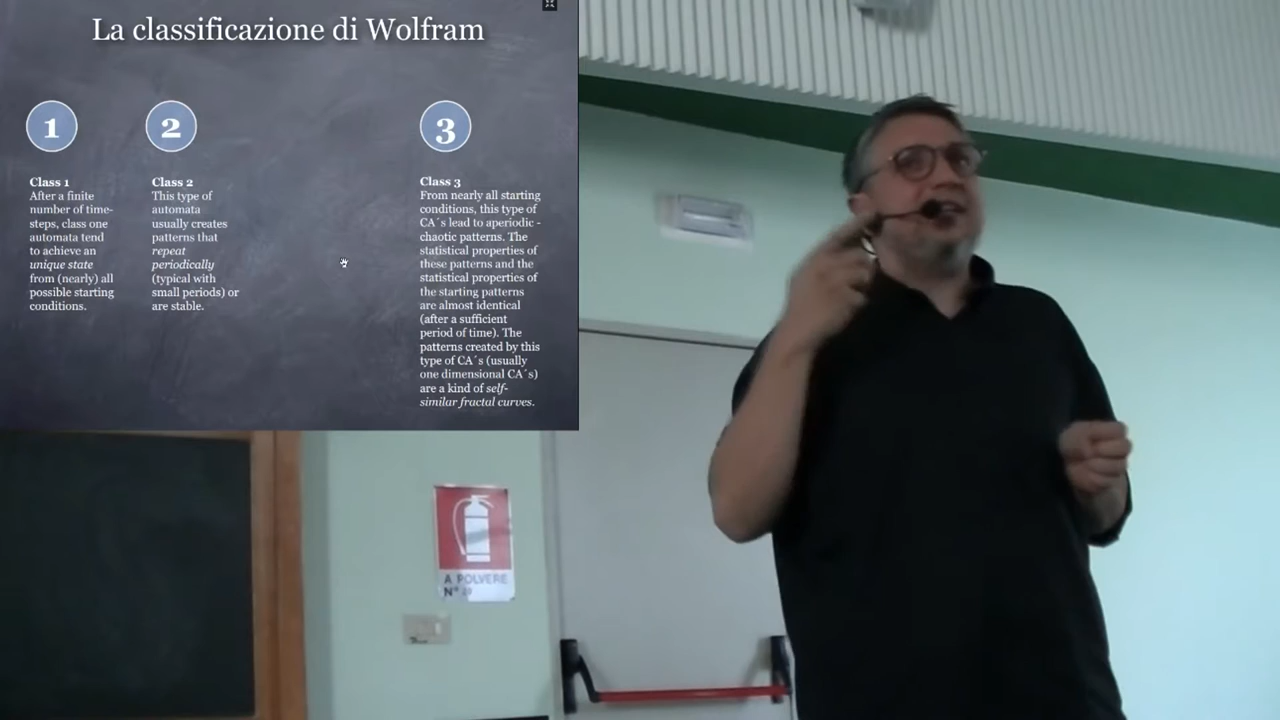 La classificazione di Wolfram
1
Class 1
After a finite
number of time-
steps, class one
automata tend
to achieve an
unique state
from (nearly) all
possible starting
conditions.
2
Class 2
This type of
automata
usually creates
patterns that
repeat
periodically
(typical with
small periods) or
are stable.
3
Class 3
From nearly all starting
conditions, this type of
CA´s lead to aperiodic -
chaotic patterns. The
statistical properties of
these patterns and the
statistical properties of
the starting patterns
are almost identical
(after a sufficient
period of time). The
patterns created by this
type of CA´s (usually
one dimensional CA´s)
are a kind of self-
similar fractal curves.
A POLVERE
N°